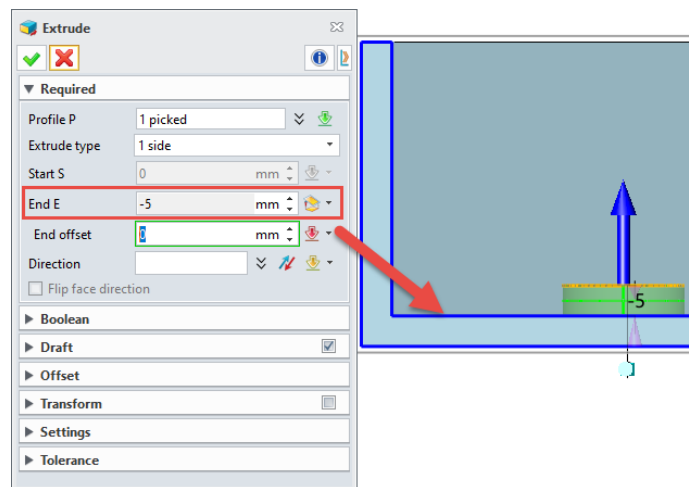 Extrude
Required
Profile P 1 picked
Extrude type 1 side
Start S 0 mm
End E -5 mm
End offset 0 mm
Direction
Flip face direction
Boolean
Draft
Offset
Transform
Settings
Tolerance
-5